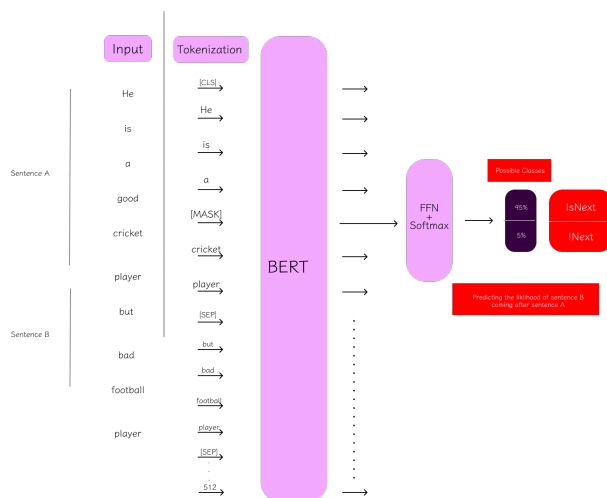 Input
Tokenization
Sentence A
He
is
a
good
cricket
player
Sentence B
but
bad
football
player
[CLS]
He
is
a
[MASK]
cricket
player
[SEP]
but
bad
football
player
[SEP]
512
BERT
FFN
+
Softmax
Possible Classes
95%
IsNext
5%
!Next
Predicting the liklihood of sentence B
coming after sentence A